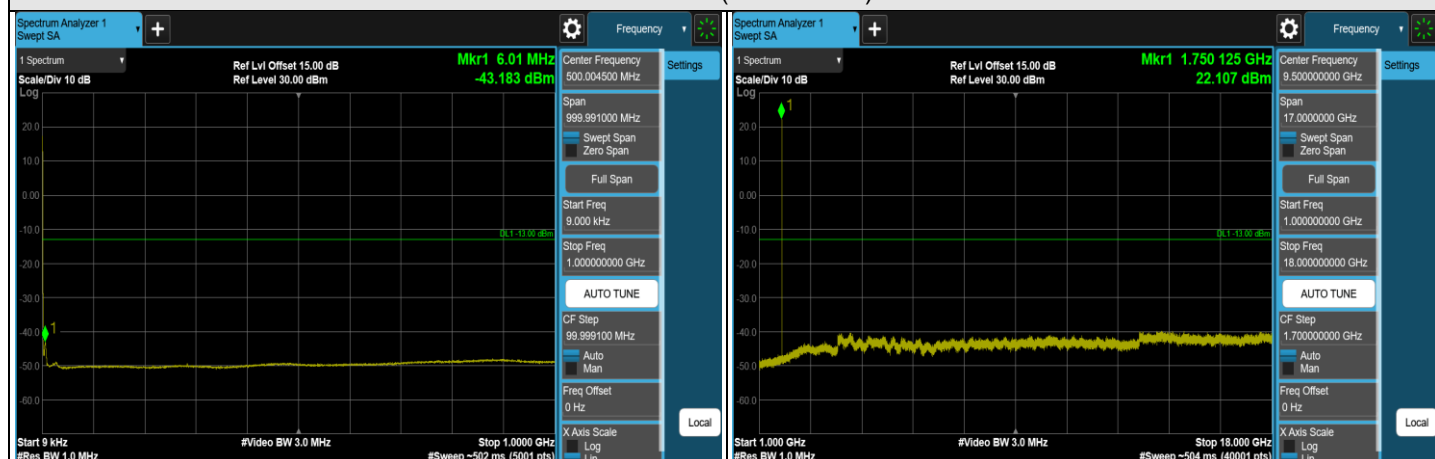 Spectrum Analyzer 1
Swept SA
+
Frequency
1 Spectrum
Scale/Div 10 dB
Log
Ref Lvl Offset 15.00 dB
Ref Level 30.00 dBm
Mkr1 6.01 MHz
-43.183 dBm
1
20.0
10.0
0.00
-10.0
-20.0
-30.0
-40.0
-50.0
-60.0
DL1 -13.00 dBm
1
Start 9 kHz
#Res BW 1.0 MHz
#Video BW 3.0 MHz
Stop 1.0000 GHz
#Sweep ~502 ms (5001 pts)
Center Frequency
500.004500 MHz
Span
999.991000 MHz
Swept Span
Zero Span
Full Span
Start Freq
9.000 kHz
Stop Freq
1.000000000 GHz
AUTO TUNE
CF Step
99.999100 MHz
Auto
Man
Freq Offset
0 Hz
X Axis Scale
Log
Lin
Settings
Local
Spectrum Analyzer 1
Swept SA
+
Frequency
1 Spectrum
Scale/Div 10 dB
Log
Ref Lvl Offset 15.00 dB
Ref Level 30.00 dBm
Mkr1 1.750 125 GHz
22.107 dBm
1
20.0
10.0
0.00
-10.0
-20.0
-30.0
-40.0
-50.0
-60.0
DL1 -13.00 dBm
Start 1.000 GHz
#Res BW 1.0 MHz
#Video BW 3.0 MHz
Stop 18.000 GHz
#Sweep ~504 ms (40001 pts)
Center Frequency
9.500000000 GHz
Span
17.0000000 GHz
Swept Span
Zero Span
Full Span
Start Freq
1.000000000 GHz
Stop Freq
18.000000000 GHz
AUTO TUNE
CF Step
1.700000000 GHz
Auto
Man
Freq Offset
0 Hz
X Axis Scale
Log
Lin
Settings
Local